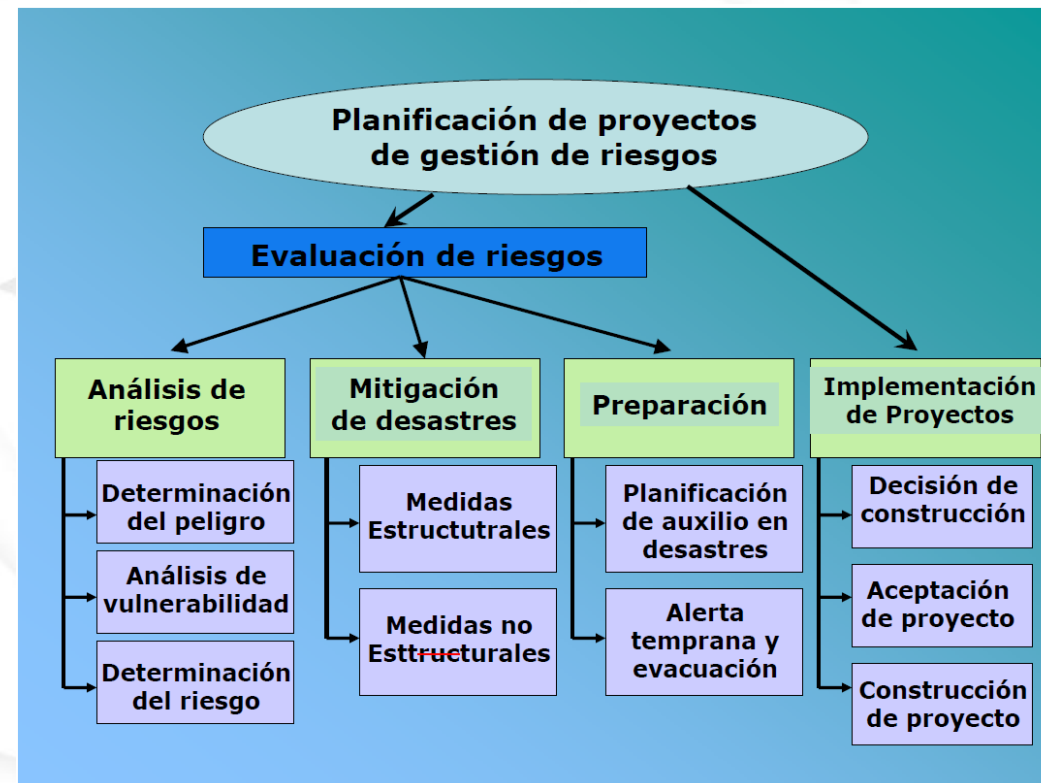 Planificación de proyectos
de gestión de riesgos
Evaluación de riesgos
Análisis de
riesgos
Determinación
del peligro
Análisis de
vulnerabilidad
Determinación
del riesgo
Mitigación
de desastres
Medidas
Estructutrales
Medidas no
Esttructurales
Preparación
Planificación
de auxilio en
desastres
Alerta
temprana y
evacuación
Implementación
de Proyectos
Decisión de
construcción
Aceptación
de proyecto
Construcción
de proyecto